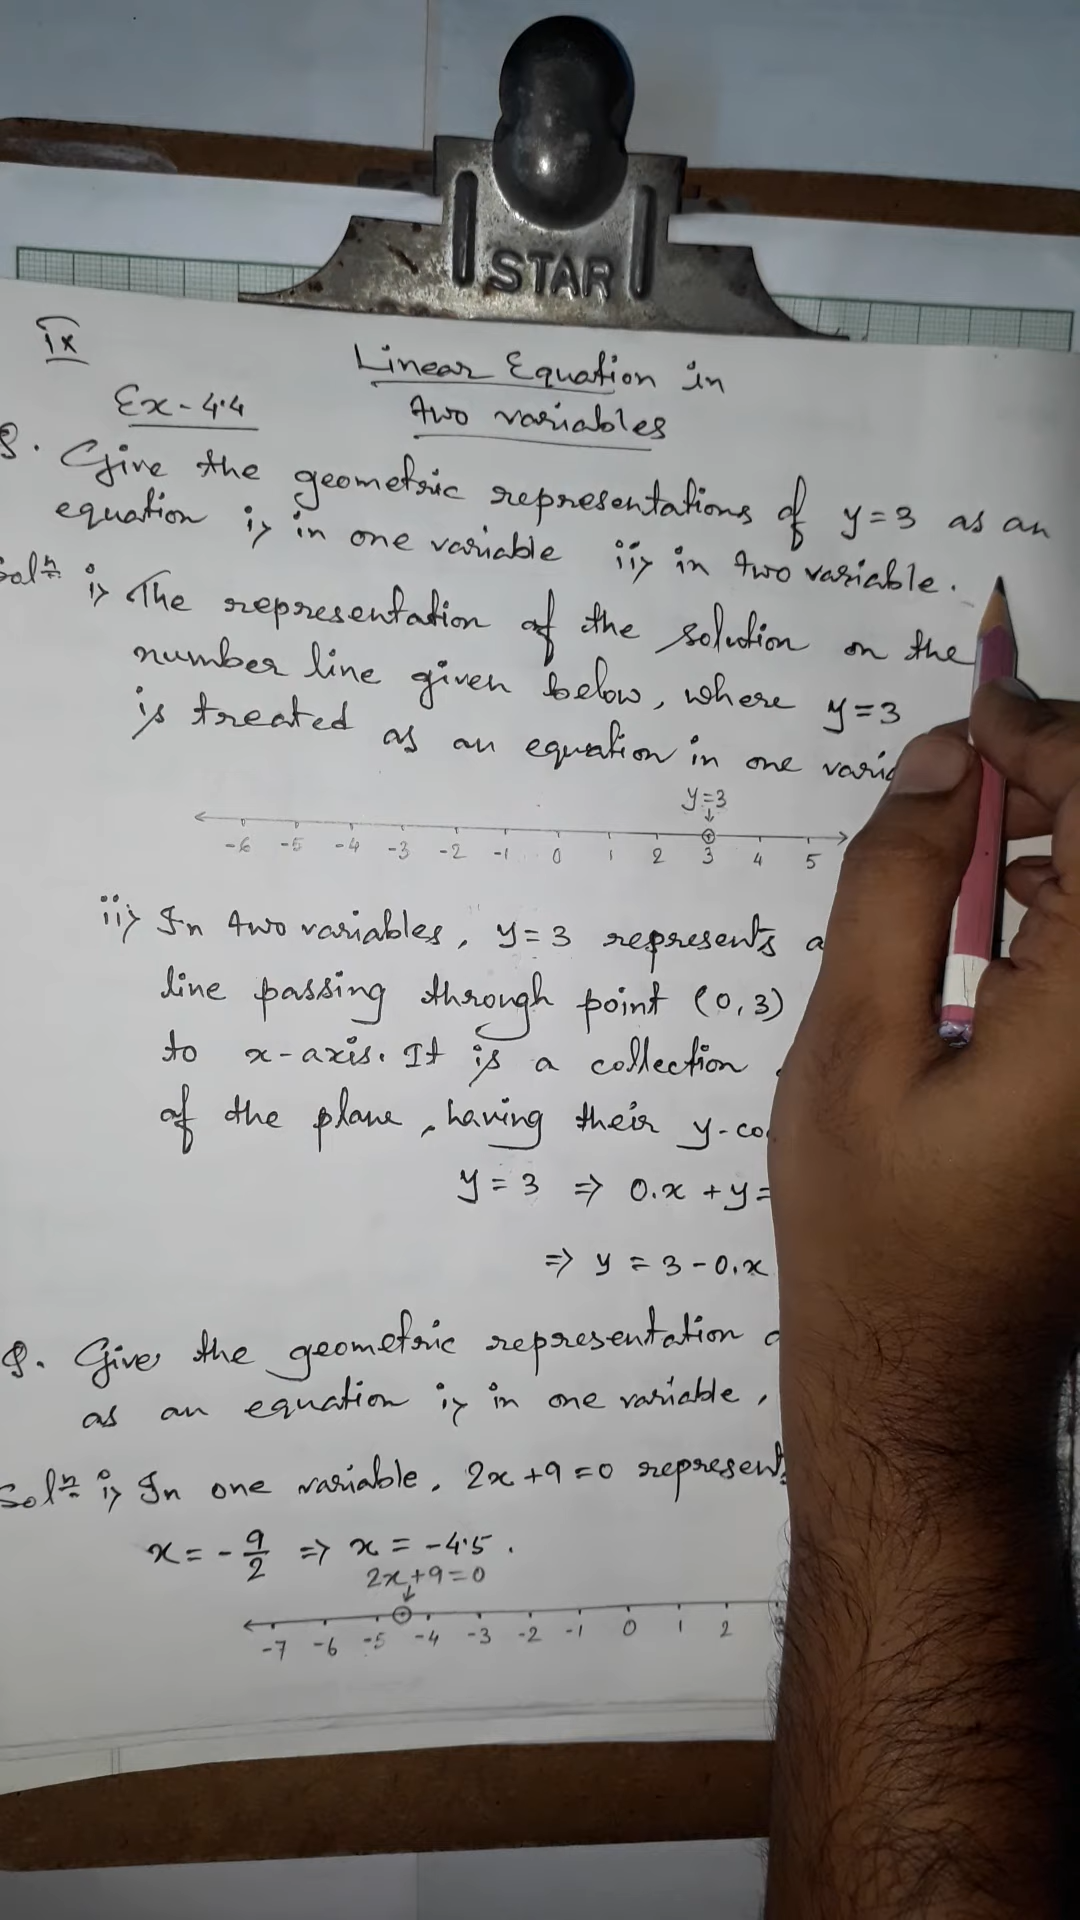 STAR
ix
Linear Equation in
two variables
Ex-4.4
Q. Give the geometric representations of y=3 as an
equation i> in one variable ii> in two variable.
Solⁿ i> The representation of the solution on the
number line given below, where y=3
is treated as an equation in one
y=3
-6 -5 -4 -3 -2 -1 0 1 2 3 4 5
ii> In two variables, y=3 represents a
line passing through point (0,3)
to x-axis. It is a collection
of the plane, having their
y = 3 ⇒ 0.x + y =
⇒ y = 3 - 0.x
Q. Give the geometric representation
as an equation i> in one variable,
Solⁿ i> In one variable, 2x+9=0
x = -9/2 ⇒ x = -4.5.
2x+9=0
-7 -6 -5 -4 -3 -2 -1 0 1 2